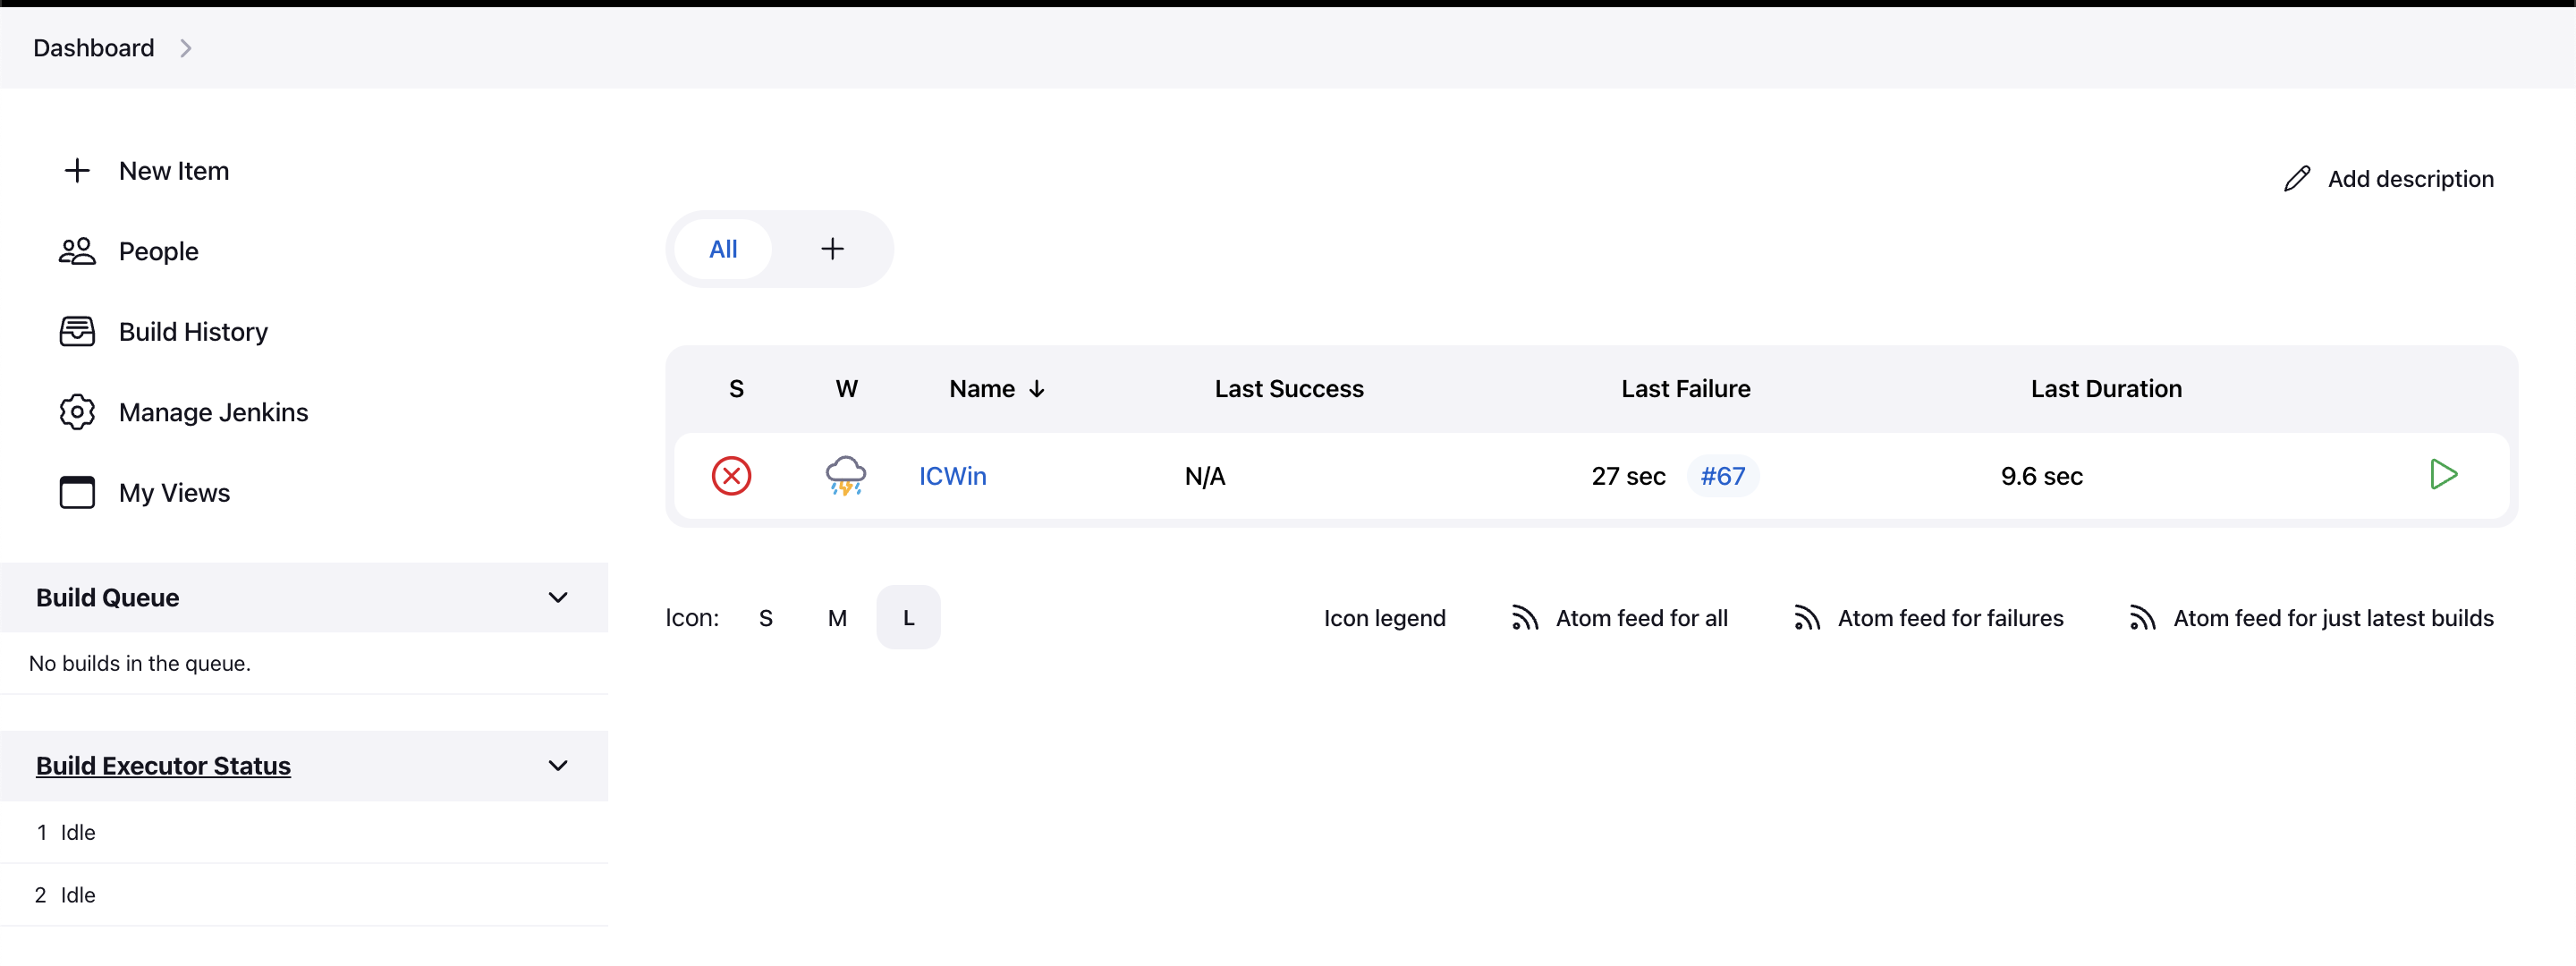 Dashboard
New Item
People
Build History
Manage Jenkins
My Views
Build Queue
No builds in the queue.
Build Executor Status
1 Idle
2 Idle
Add description
All
S W Name Last Success Last Failure Last Duration
ICWin N/A 27 sec #67 9.6 sec
Icon: S M L Icon legend Atom feed for all Atom feed for failures Atom feed for just latest builds